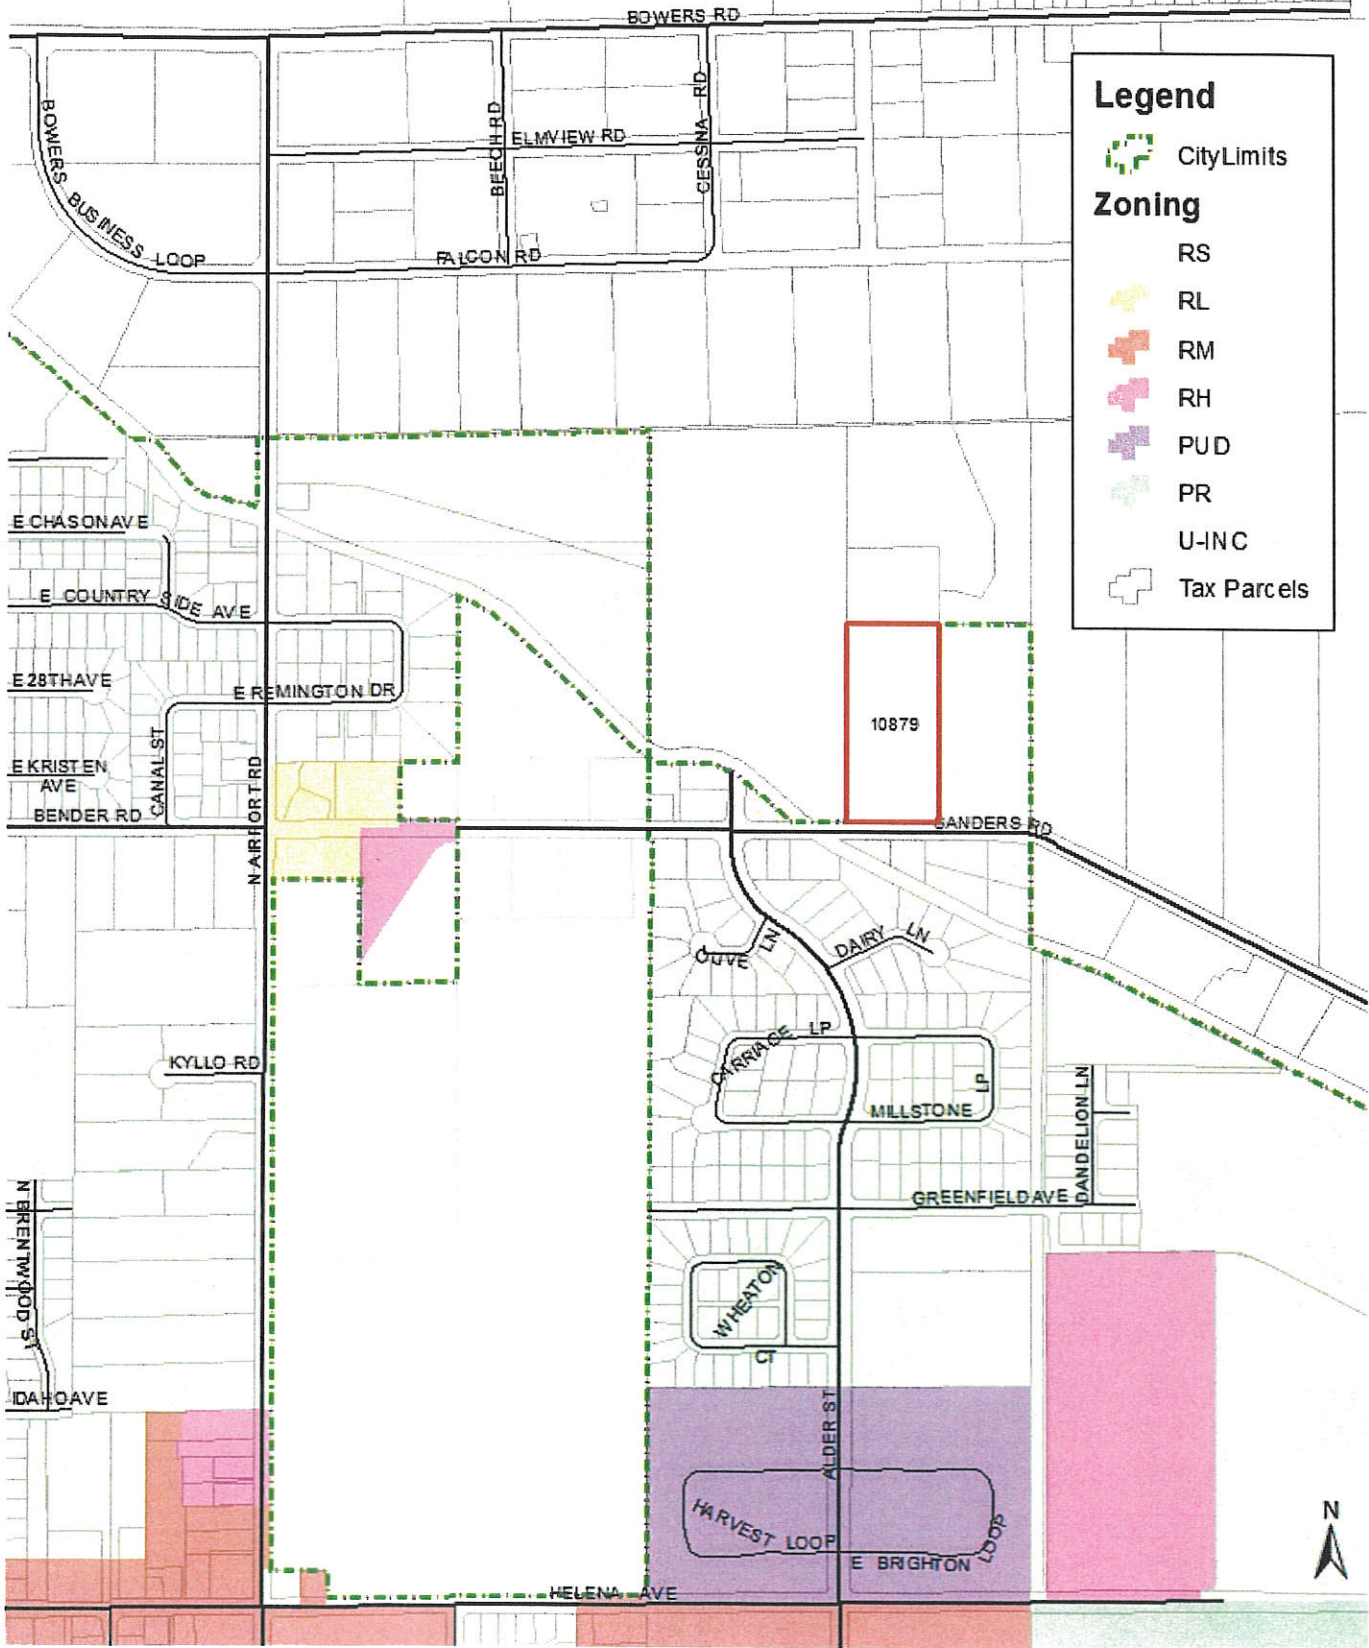 BOWERS RD
BOWERS BUSINESS LOOP
BEECH RD
ELMVIEW RD
CESSNA RD
FALCON RD
Legend
CityLimits
Zoning
RS
RL
RM
RH
PUD
PR
U-INC
Tax Parcels
E CHASON AVE
E COUNTRY SIDE AVE
E 28TH AVE
E REMINGTON DR
CANAL ST
E KRISTEN
AVE
BENDER RD
N AIRPORT RD
10879
SANDERS RD
OLIVE LN
DAIRY LN
CARRIAGE LP
MILLSTONE LP
KYLLO RD
DANDELION LN
GREENFIELD AVE
N BRENTWOOD ST
WHEATON
CT
IDAHO AVE
ALDER ST
HARVEST LOOP
E BRIGHTON LOOP
HELENA AVE
N